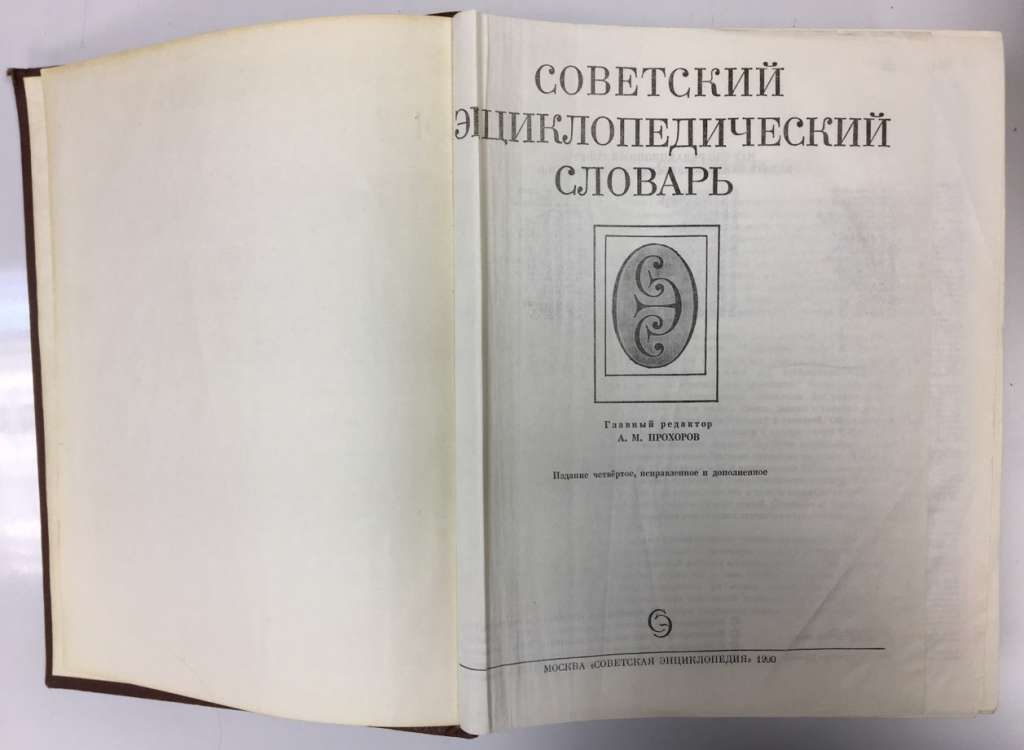 СОВЕТСКИЙ
ЭНЦИКЛОПЕДИЧЕСКИЙ
СЛОВАРЬ
Главный редактор
А. М. ПРОХОРОВ
Издание четвёртое, исправленное и дополненное
МОСКВА «СОВЕТСКАЯ ЭНЦИКЛОПЕДИЯ»